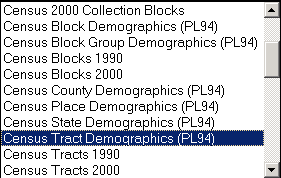 Census 2000 Collection Blocks
Census Block Demographics (PL94)
Census Block Group Demographics (PL94)
Census Blocks 1990
Census Blocks 2000
Census County Demographics (PL94)
Census Place Demographics (PL94)
Census State Demographics (PL94)
Census Tract Demographics (PL94)
Census Tracts 1990
Census Tracts 2000